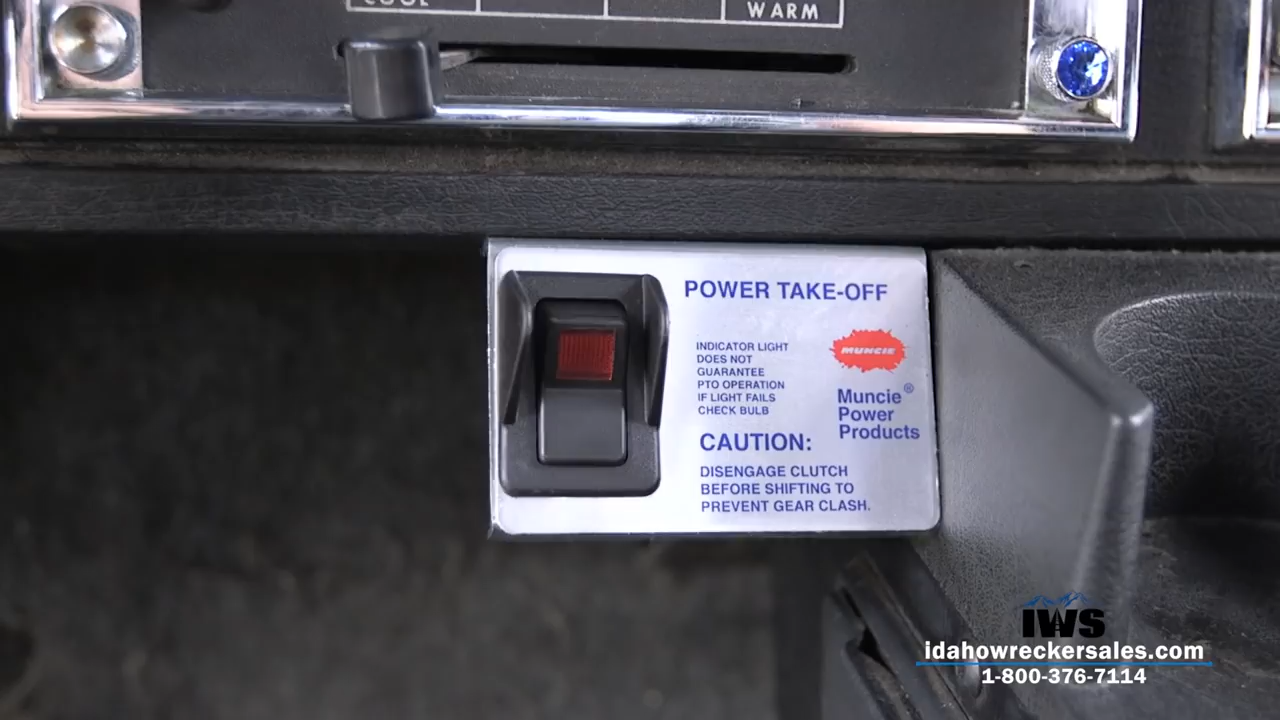 COOL
WARM
POWER TAKE-OFF
INDICATOR LIGHT
DOES NOT
GUARANTEE
PTO OPERATION
IF LIGHT FAILS
CHECK BULB
MUNCIE
Muncie®
Power
Products
CAUTION:
DISENGAGE CLUTCH
BEFORE SHIFTING TO
PREVENT GEAR CLASH.
IWS
idahowreckersales.com
1-800-376-7114